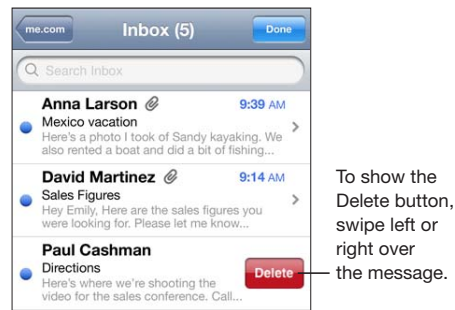 me.com
Inbox (5)
Done
Search Inbox
Anna Larson
9:39 AM
Mexico vacation
Here's a photo I took of Sandy kayaking. We
also rented a boat and did a bit of fishing...
David Martinez
9:14 AM
Sales Figures
Hey Emily, Here are the sales figures you
were looking for. Please let me know...
Paul Cashman
Directions
Here's where we're shooting the
video for the sales conference. Call...
Delete
To show the
Delete button,
swipe left or
right over
the message.